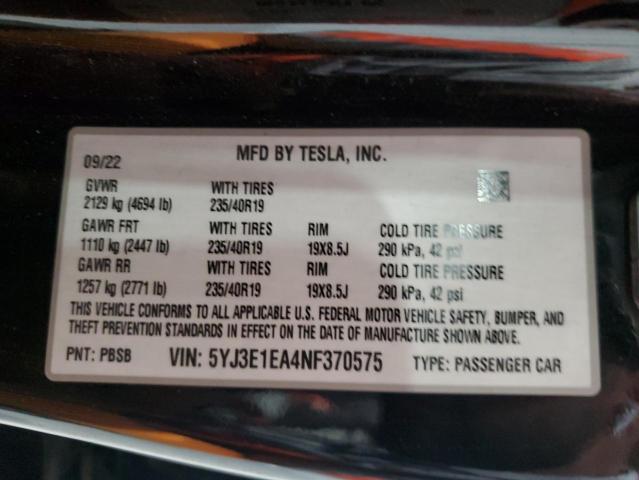 MFD BY TESLA, INC.
09/22
GVWR WITH TIRES
2129 kg (4694 lb) 235/40R19
GAWR FRT WITH TIRES RIM COLD TIRE PRESSURE
1110 kg (2447 lb) 235/40R19 19X8.5J 290 kPa, 42 psi
GAWR RR WITH TIRES RIM COLD TIRE PRESSURE
1257 kg (2771 lb) 235/40R19 19X8.5J 290 kPa, 42 psi
THIS VEHICLE CONFORMS TO ALL APPLICABLE U.S. FEDERAL MOTOR VEHICLE SAFETY, BUMPER, AND
THEFT PREVENTION STANDARDS IN EFFECT ON THE DATE OF MANUFACTURE SHOWN ABOVE.
PNT: PBSB VIN: 5YJ3E1EA4NF370575 TYPE: PASSENGER CAR